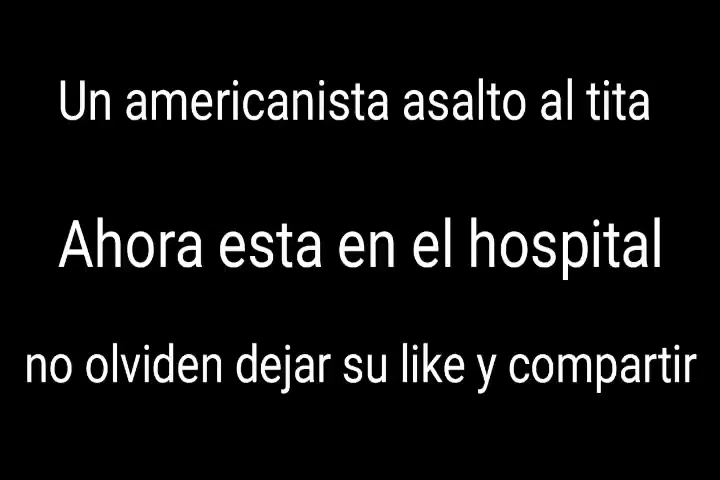 Un americanista asalto al tita
Ahora esta en el hospital
no olviden dejar su like y compartir